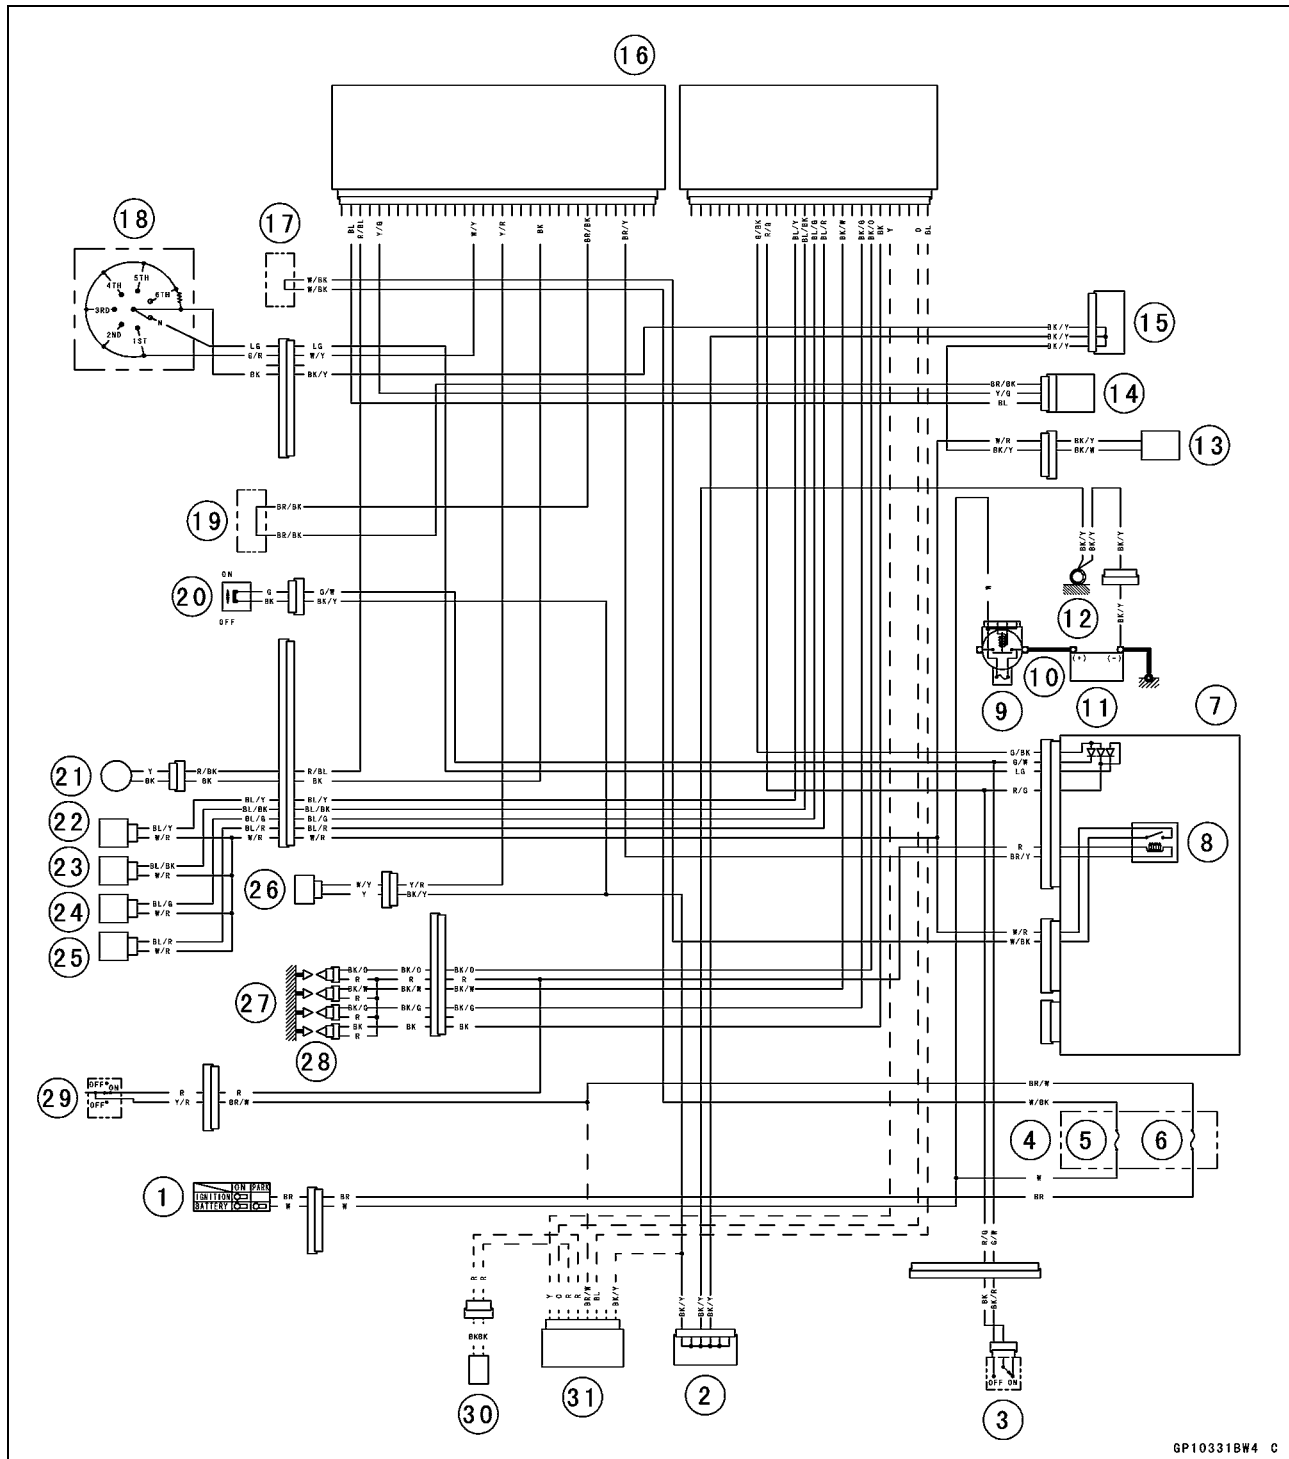 16
BL
R/BL
Y/G
W/Y
Y/R
BK
BR/BK
BR/Y
G/BK
R/G
BL/Y
BL/BK
BL/G
BL/R
BK/W
BK/G
BK/O
BK
Y
O
BL
18
5TH
4TH
6TH
3RD
N
2ND
1ST
17
W/BK
W/BK
LG LG
G/R W/Y
BK BK/Y
BK/Y
BK/Y
BK/Y
15
BR/BK
Y/G
BL
14
W/R BK/Y
BK/Y BK/W
13
19
BR/BK
BR/BK
BK/Y
BK/Y
BK/Y
BK/Y
W
12
20
ON
OFF
G G/W
BK BK/Y
9
10
(+) (-)
11
7
G/BK
G/W
LG
R/G
21
Y R/BK R/BL
BK BK BK
22
BL/Y
W/R
BL/Y BL/Y
BL/BK BL/BK
BL/G BL/G
BL/R BL/R
W/R W/R
23
BL/BK
W/R
24
BL/G
W/R
25
BL/R
W/R
R
BR/Y
8
26
W/Y Y/R
Y BK/Y
W/R
W/BK
27
BK/O BK/O BK/O
R R R
BK/W BK/W BK/W
R
BK/G BK/G BK/G
R
BK BK BK
R
28
29
OFF ON
OFF
R R
Y/R BR/W
BR/W
W/BK
4
5
6
W
BR
1
ON PARK
IGNITION
BATTERY
BR BR
W W
R/G
G/W
BK
BK/R
R
R
BK BK
30
Y
O
R
R
BR/W
BL
BK/Y
31
BK/Y
BK/Y
BK/Y
2
OFF ON
3
GP10331BW4 C